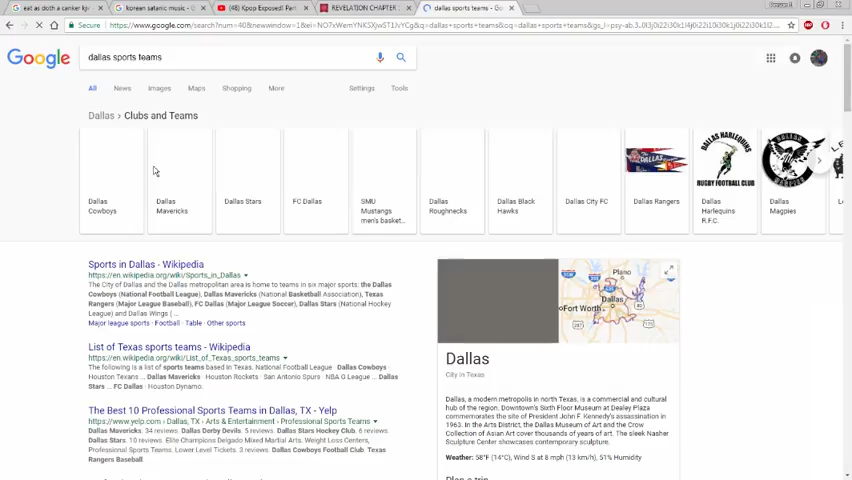 eat as doth a canker kjv
korean satanic music - G
(48) Kpop Exposed! Part
REVELATION CHAPTER
dallas sports teams - Go
Secure
Google
dallas sports teams
All News Images Maps Shopping More Settings Tools
Dallas › Clubs and Teams
DALLAS HARLEQUINS
RUGBY FOOTBALL CLUB
Dallas Cowboys
Dallas Mavericks
Dallas Stars
FC Dallas
SMU Mustangs men's basket...
Dallas Roughnecks
Dallas Black Hawks
Dallas City FC
Dallas Rangers
Dallas Harlequins R.F.C.
Dallas Magpies
Sports in Dallas - Wikipedia
https://en.wikipedia.org/wiki/Sports_in_Dallas
The City of Dallas and the Dallas metropolitan area is home to teams in six major sports: the Dallas
Cowboys (National Football League), Dallas Mavericks (National Basketball Association), Texas
Rangers (Major League Baseball), FC Dallas (Major League Soccer), Dallas Stars (National Hockey
League) and Dallas Wings ( ...
Major league sports · Football · Table · Other sports
List of Texas sports teams - Wikipedia
https://en.wikipedia.org/wiki/List_of_Texas_sports_teams
The following is a list of sports teams based in Texas. National Football League · Dallas Cowboys ·
Houston Texans ... Dallas Mavericks · Houston Rockets · San Antonio Spurs · NBA G League ... Dallas
Stars ... FC Dallas · Houston Dynamo.
The Best 10 Professional Sports Teams in Dallas, TX - Yelp
https://www.yelp.com › Dallas, TX › Arts & Entertainment › Professional Sports Teams
Dallas Mavericks. 34 reviews. Dallas Derby Devils. 5 reviews. Dallas Stars Hockey Club. 6 reviews.
Dallas Stars. 10 reviews. Elite Champions Delgado Mixed Martial Arts. Weight Loss Centers,
Professional Sports Teams. Lower Level Tickets. 3 reviews. Dallas Cowboys Football Club. Texas
Rangers Baseball.
Plano
Dallas
Fort Worth
Dallas
City in Texas
Dallas, a modern metropolis in north Texas, is a commercial and cultural
hub of the region. Downtown's Sixth Floor Museum at Dealey Plaza
commemorates the site of President John F. Kennedy's assassination in
1963. In the Arts District, the Dallas Museum of Art and the Crow
Collection of Asian Art cover thousands of years of art. The sleek Nasher
Sculpture Center showcases contemporary sculpture.
Weather: 58°F (14°C), Wind S at 8 mph (13 km/h), 51% Humidity
Plan a trip